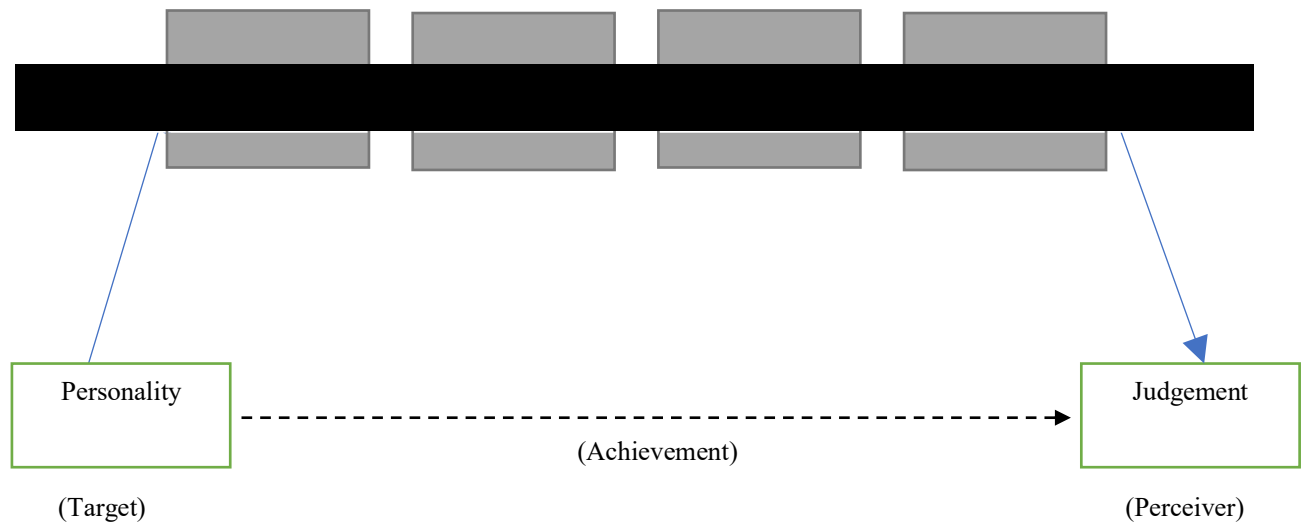 Personality
Judgement
(Achievement)
(Target)
(Perceiver)